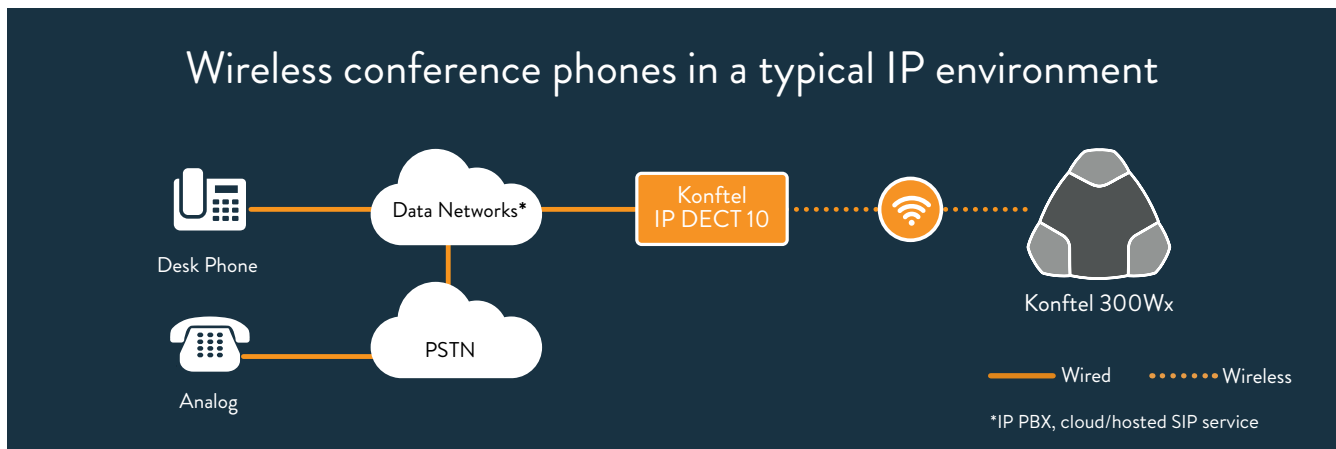 Wireless conference phones in a typical IP environment
Desk Phone
Data Networks*
Konftel
IP DECT 10
Konftel 300Wx
Analog
PSTN
Wired
Wireless
*IP PBX, cloud/hosted SIP service